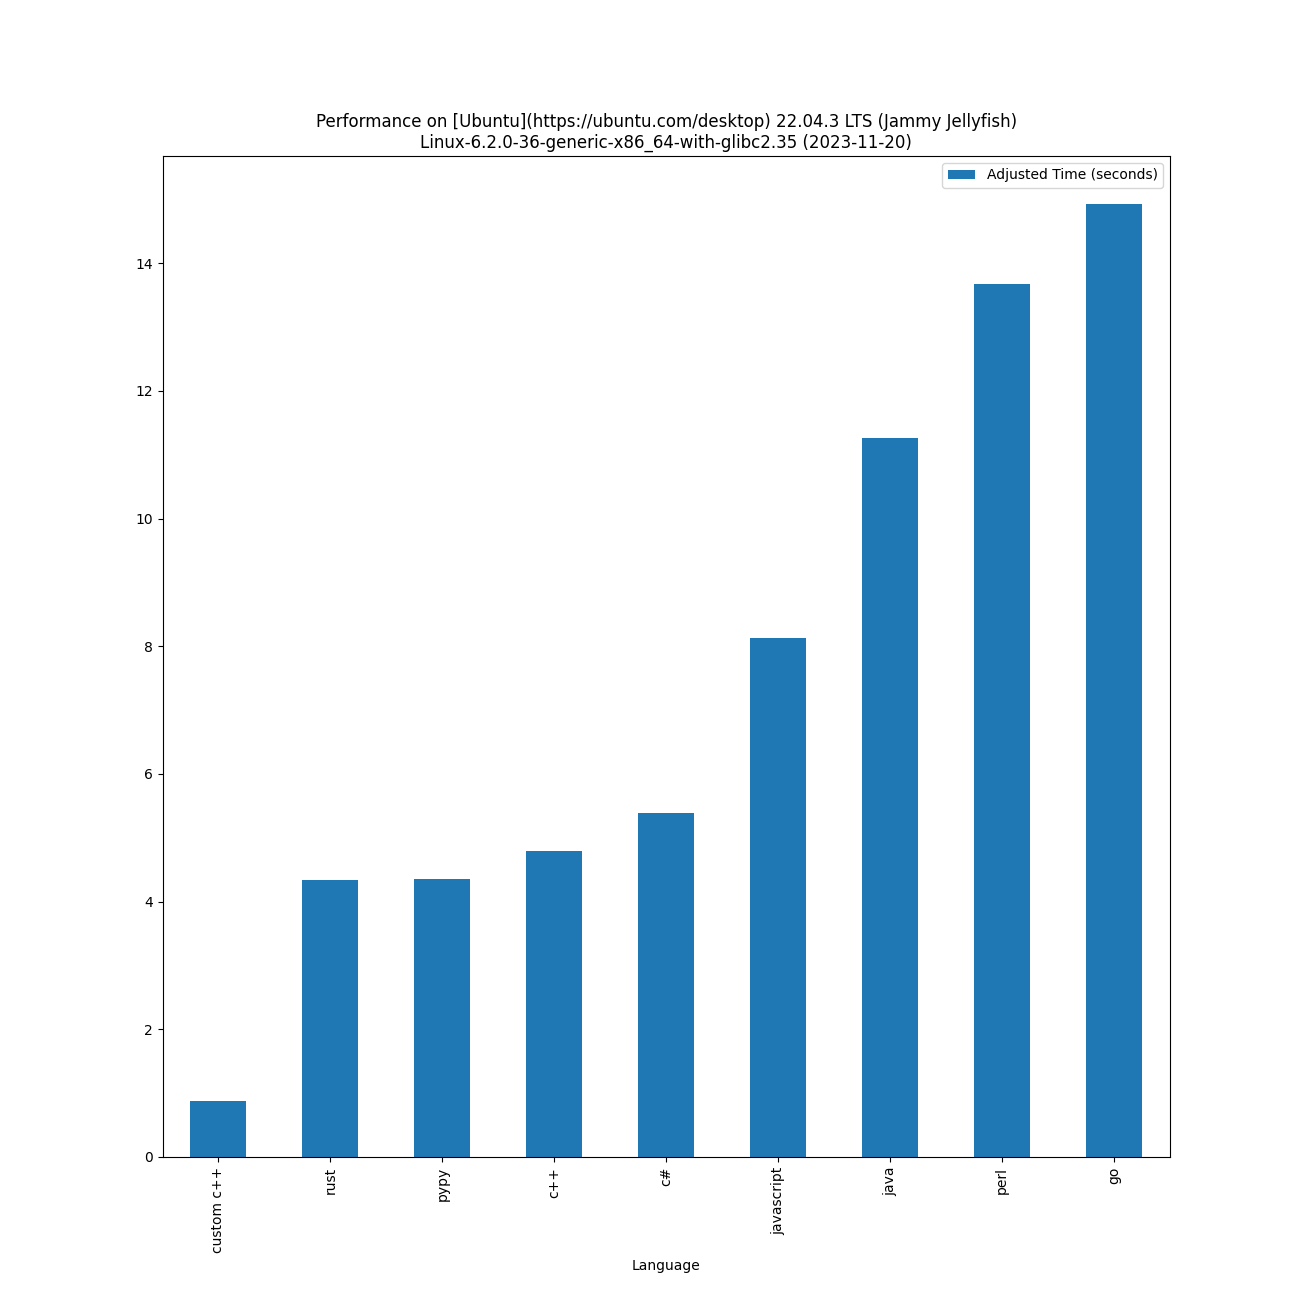 Performance on [Ubuntu](https://ubuntu.com/desktop) 22.04.3 LTS (Jammy Jellyfish)
Linux-6.2.0-36-generic-x86_64-with-glibc2.35 (2023-11-20)
Adjusted Time (seconds)
14
12
10
8
6
4
2
0
custom c++
rust
pypy
c++
c#
javascript
java
perl
go
Language